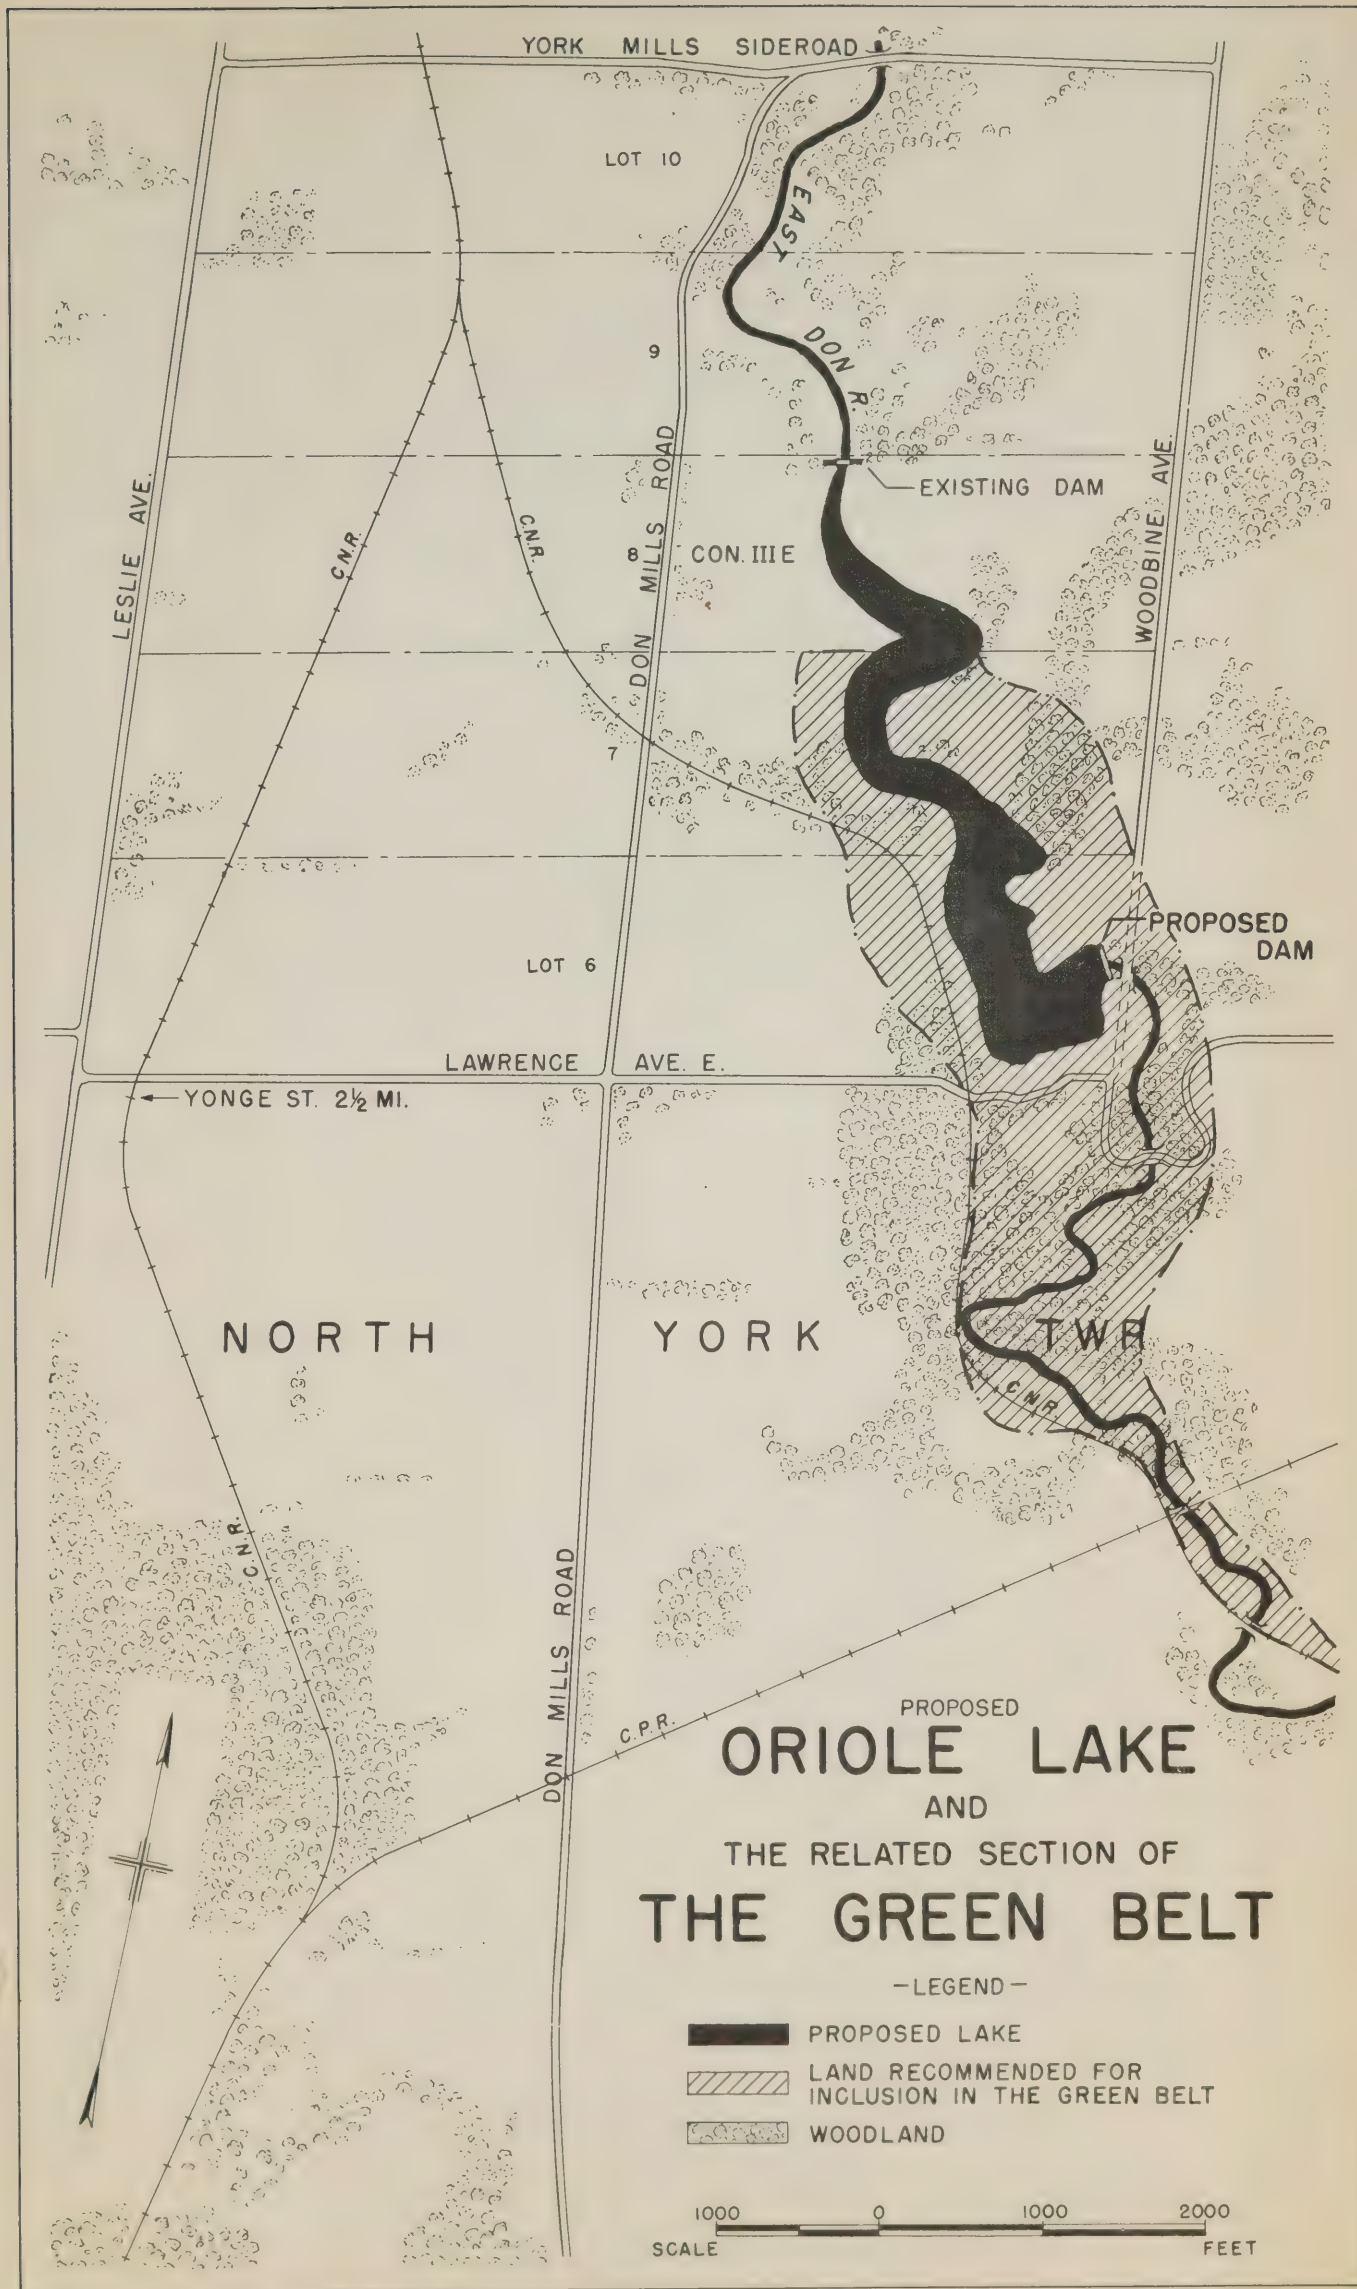 YORK MILLS SIDEROAD
LOT 10
EAST
DON R.
9
DON MILLS ROAD
EXISTING DAM
LESLIE AVE.
C.N.R.
C.N.R.
8
CON. III E
WOODBINE AVE.
7
PROPOSED
DAM
LOT 6
LAWRENCE AVE. E.
YONGE ST. 2½ MI.
NORTH YORK TWP.
C.N.R.
C.N.R.
DON MILLS ROAD
C.P.R.
PROPOSED
ORIOLE LAKE
AND
THE RELATED SECTION OF
THE GREEN BELT
-LEGEND-
PROPOSED LAKE
LAND RECOMMENDED FOR
INCLUSION IN THE GREEN BELT
WOODLAND
1000 0 1000 2000
SCALE FEET